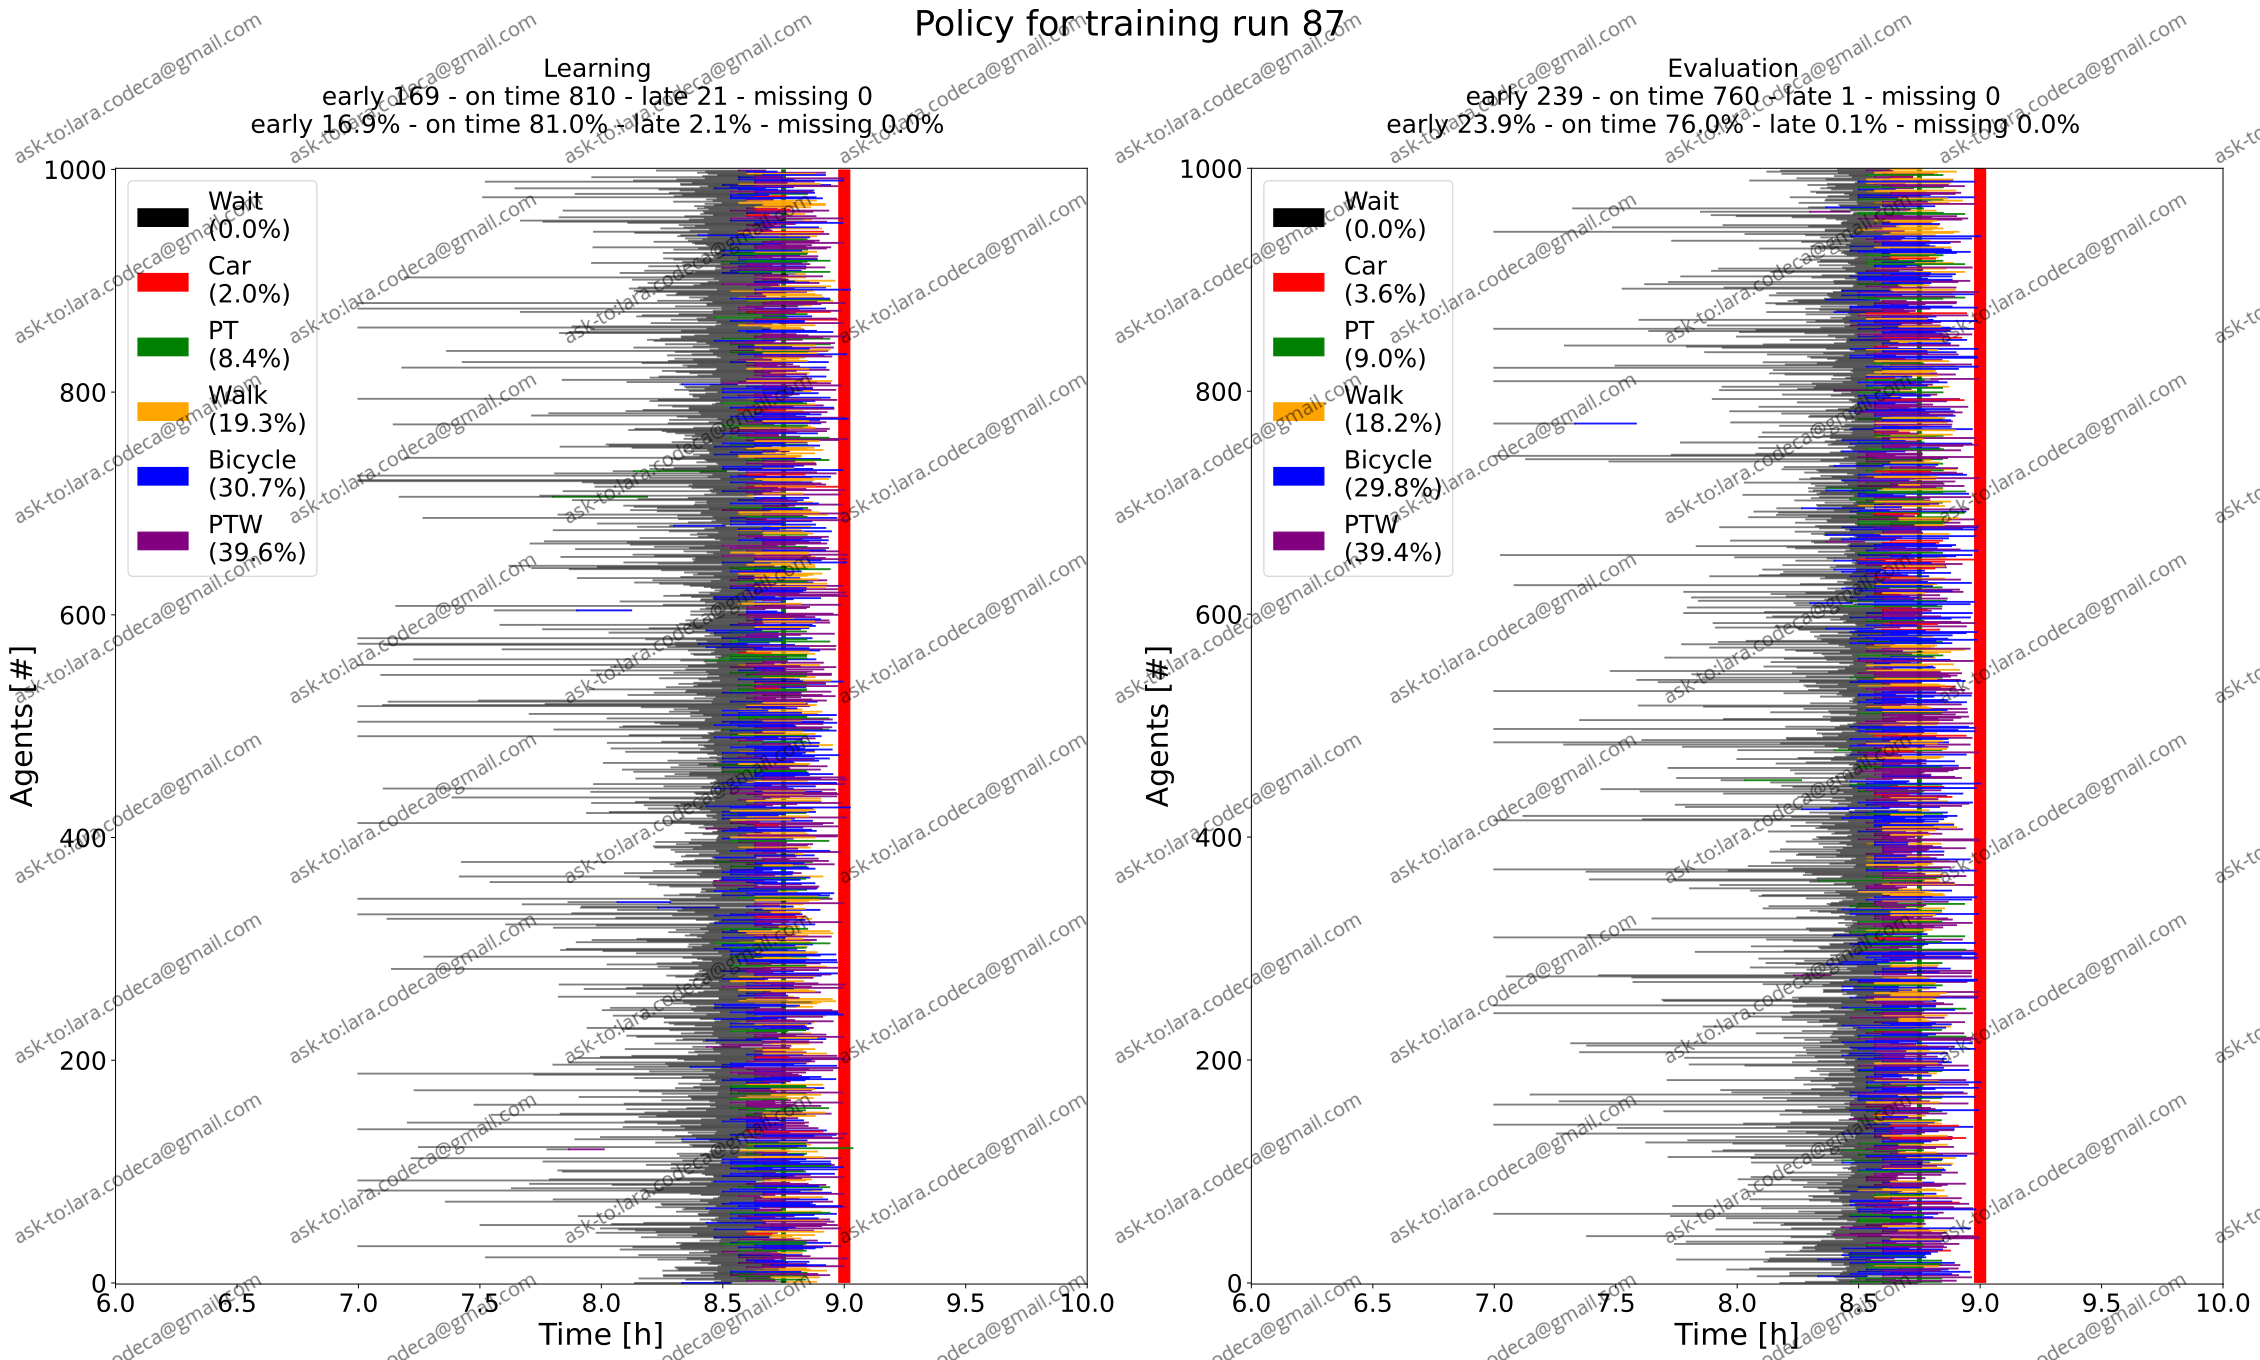 Policy for training run 87
Learning
early 169 - on time 810 - late 21 - missing 0
early 16.9% - on time 81.0% - late 2.1% - missing 0.0%
1000
800
600
400
200
0
Agents [#]
Wait
(0.0%)
Car
(2.0%)
PT
(8.4%)
Walk
(19.3%)
Bicycle
(30.7%)
PTW
(39.6%)
6.0 6.5 7.0 7.5 8.0 8.5 9.0 9.5 10.0
Time [h]
Evaluation
early 239 - on time 760 - late 1 - missing 0
early 23.9% - on time 76.0% - late 0.1% - missing 0.0%
1000
800
600
400
200
0
Agents [#]
Wait
(0.0%)
Car
(3.6%)
PT
(9.0%)
Walk
(18.2%)
Bicycle
(29.8%)
PTW
(39.4%)
6.0 6.5 7.0 7.5 8.0 8.5 9.0 9.5 10.0
Time [h]
ask-to:lara.codeca@gmail.com